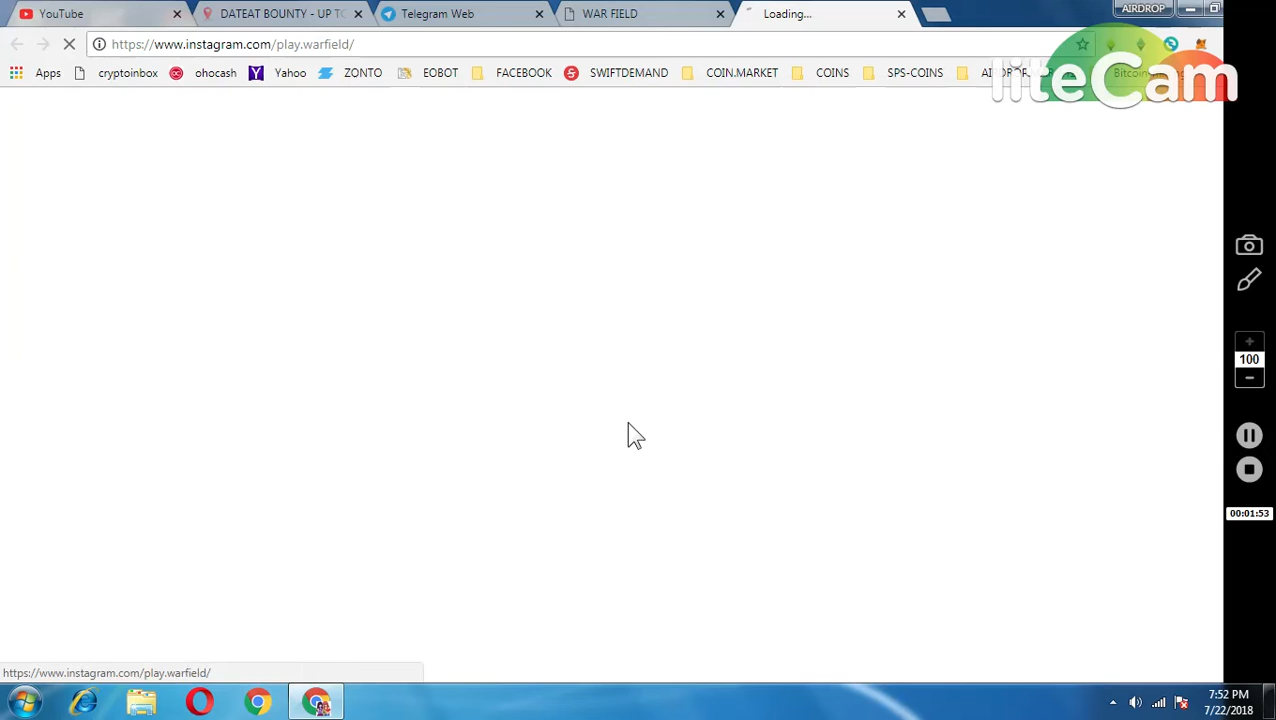 YouTube
DATEAT BOUNTY - UP TO
Telegram Web
WAR FIELD
Loading...
AIRDROP
https://www.instagram.com/play.warfield/
Apps
cryptoinbox
ohocash
Yahoo
ZONTO
EOBOT
FACEBOOK
SWIFTDEMAND
COIN.MARKET
COINS
SPS-COINS
liteCam
100
00:01:53
https://www.instagram.com/play.warfield/
7:52 PM
7/22/2018